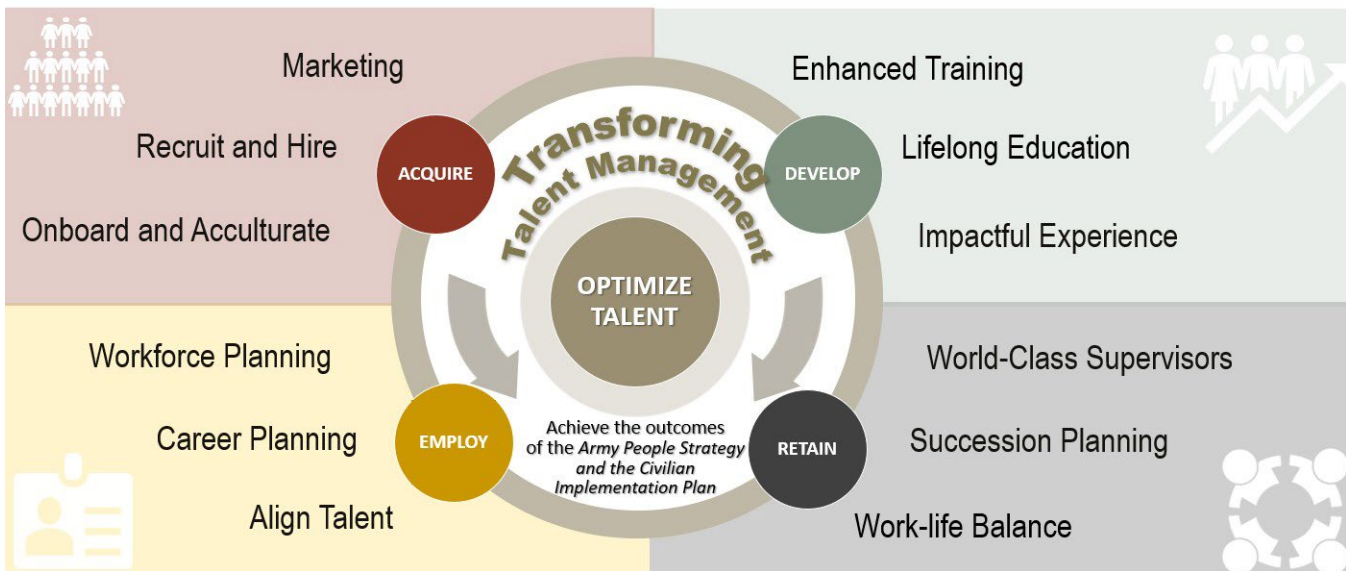 Marketing
Recruit and Hire
Onboard and Acculturate
ACQUIRE
Transforming
Talent Management
DEVELOP
Enhanced Training
Lifelong Education
Impactful Experience
OPTIMIZE
TALENT
Workforce Planning
Career Planning
Align Talent
EMPLOY
Achieve the outcomes
of the Army People Strategy
and the Civilian
Implementation Plan
RETAIN
World-Class Supervisors
Succession Planning
Work-life Balance